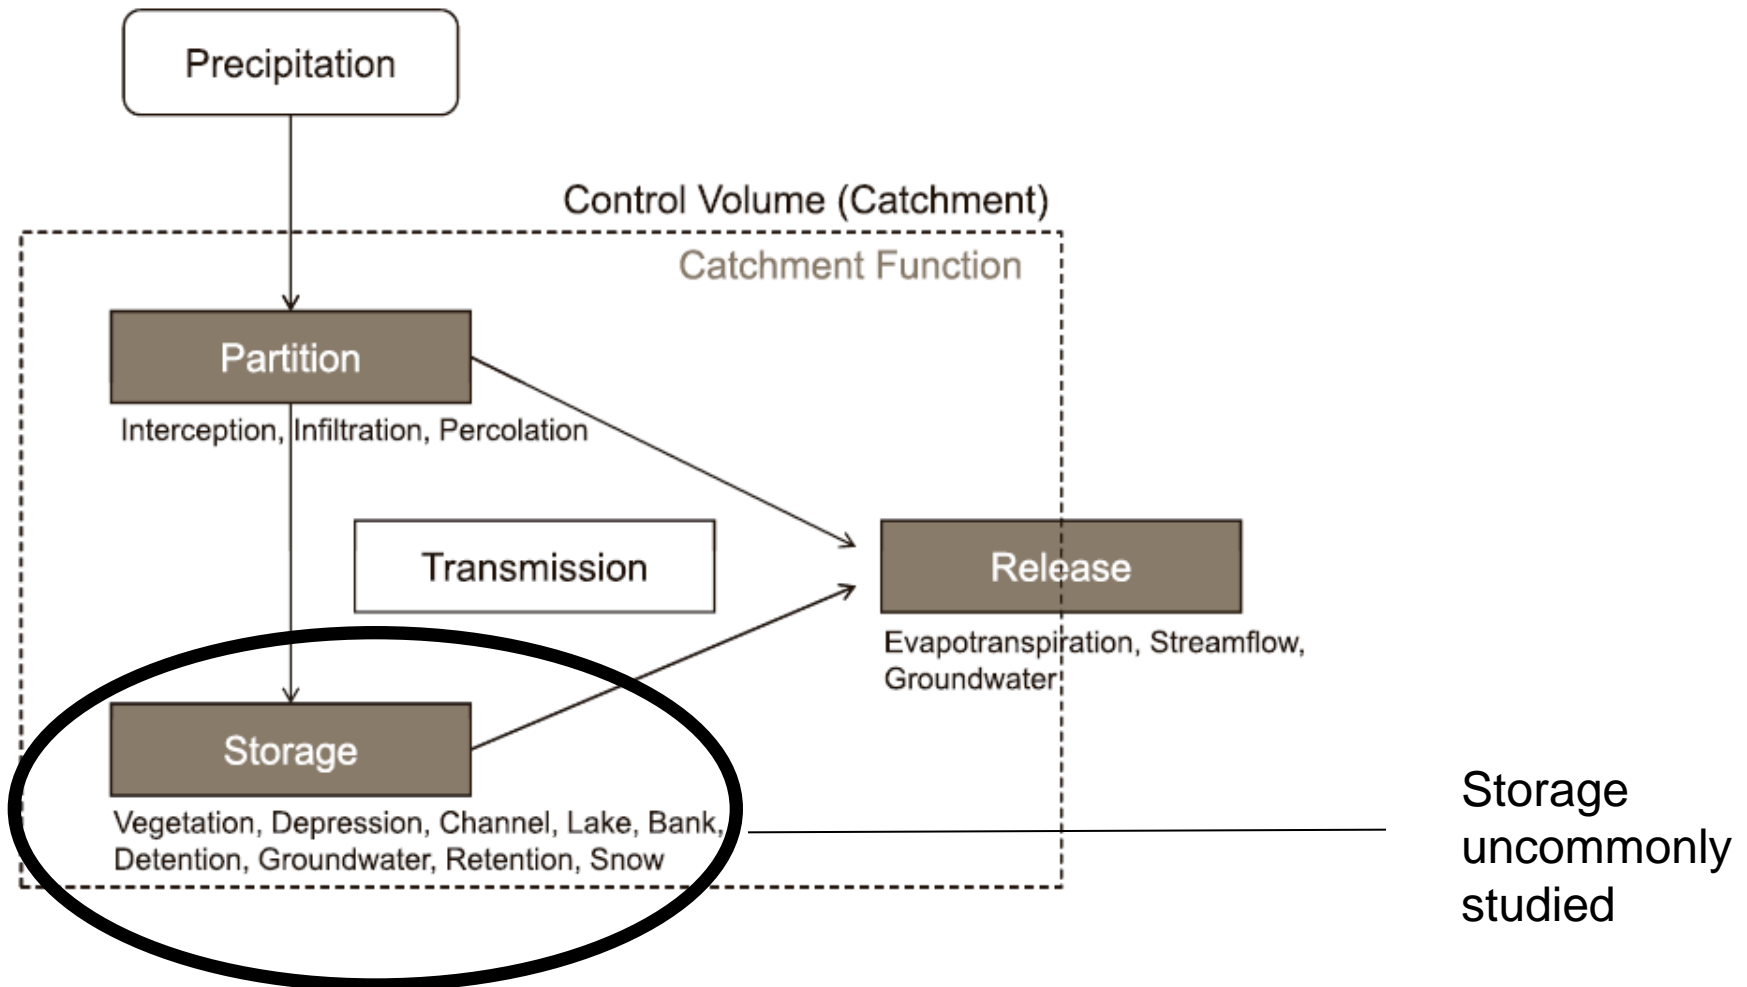 Precipitation
Control Volume (Catchment)
Catchment Function
Partition
Interception, Infiltration, Percolation
Transmission
Release
Evapotranspiration, Streamflow,
Groundwater
Storage
Vegetation, Depression, Channel, Lake, Bank,
Detention, Groundwater, Retention, Snow
Storage
uncommonly
studied